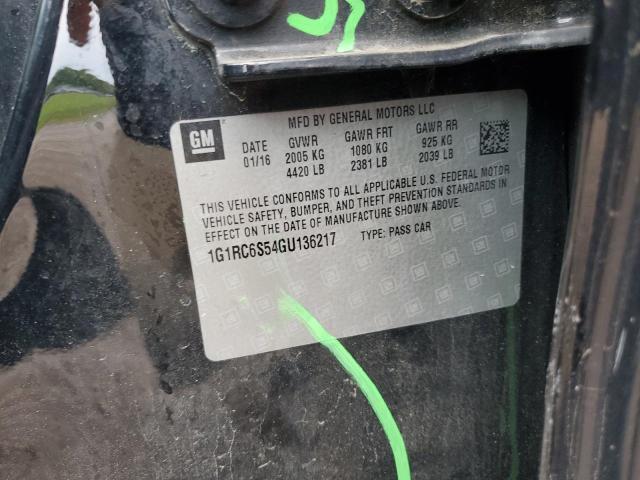 MFD BY GENERAL MOTORS LLC
GM
DATE GVWR GAWR FRT GAWR RR
01/16 2005 KG 1080 KG 925 KG
4420 LB 2381 LB 2039 LB
THIS VEHICLE CONFORMS TO ALL APPLICABLE U.S. FEDERAL MOTOR
VEHICLE SAFETY, BUMPER, AND THEFT PREVENTION STANDARDS IN
EFFECT ON THE DATE OF MANUFACTURE SHOWN ABOVE.
1G1RC6S54GU136217 TYPE: PASS CAR